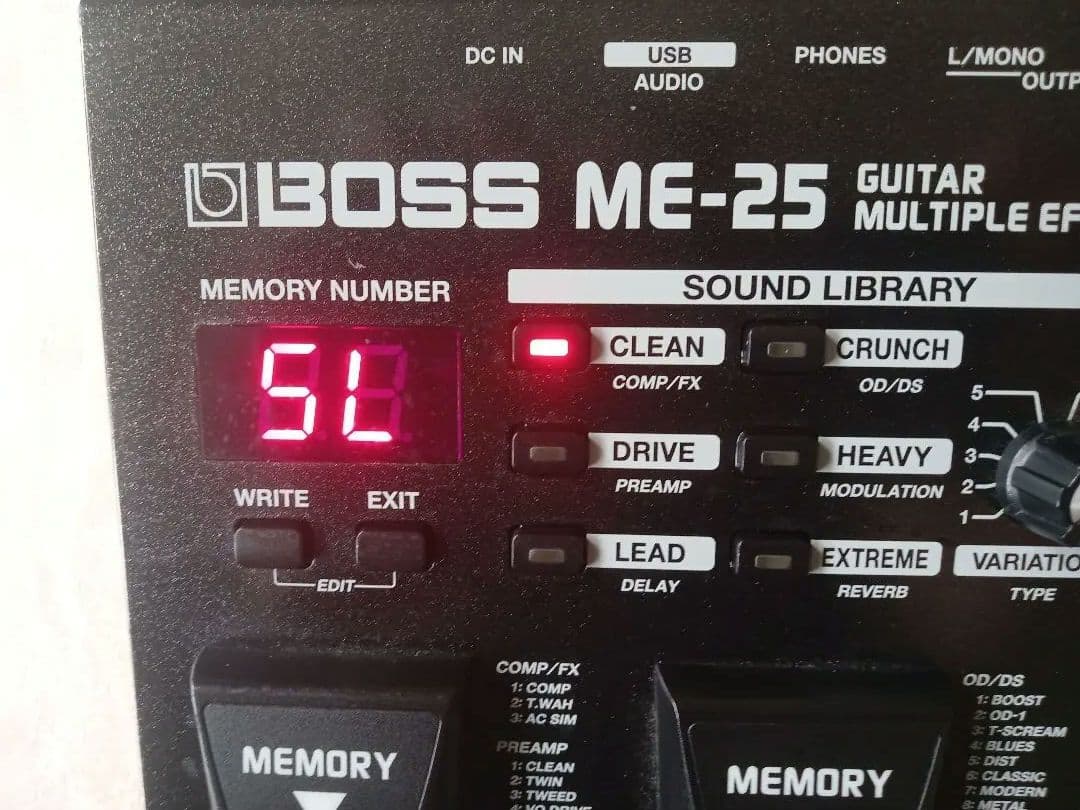 DC IN
USB
AUDIO
PHONES
L/MONO
BOSS ME-25 GUITAR
MULTIPLE
MEMORY NUMBER
SOUND LIBRARY
SL
CLEAN
COMP/FX
CRUNCH
OD/DS
DRIVE
PREAMP
HEAVY
MODULATION
LEAD
DELAY
EXTREME
REVERB
5
4
3
2
1
TYPE
WRITE
EXIT
EDIT
MEMORY
COMP/FX
1: COMP
2: T.WAH
3: AC SIM
PREAMP
1: CLEAN
2: TWIN
3: TWEED
MEMORY
OD/DS
1: BOOST
2: OD-1
3: T-SCREAM
4: BLUES
5: DIST
6: CLASSIC
7: MODERN
8: METAL